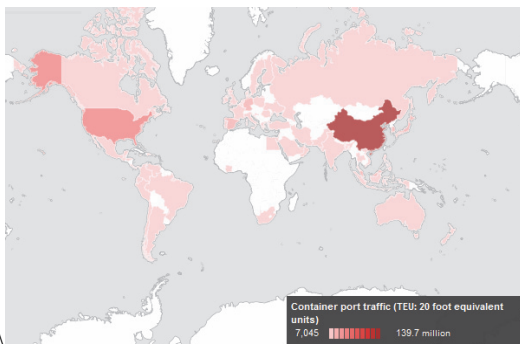 Container port traffic (TEU: 20 foot equivalent
units)
7,045 139.7 million